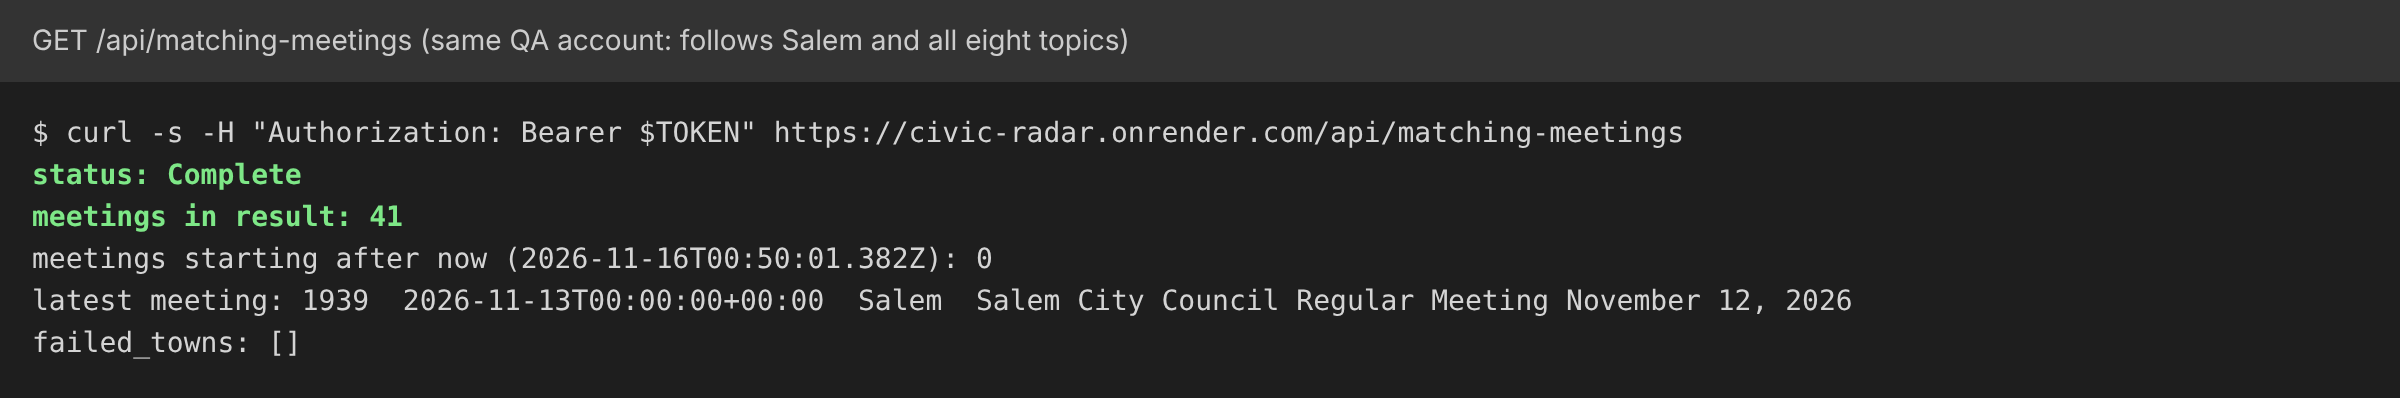 GET /api/matching-meetings (same QA account: follows Salem and all eight topics)
$ curl -s -H "Authorization: Bearer $TOKEN" https://civic-radar.onrender.com/api/matching-meetings
status: Complete
meetings in result: 41
meetings starting after now (2026-11-16T00:50:01.382Z): 0
latest meeting: 1939  2026-11-13T00:00:00+00:00  Salem  Salem City Council Regular Meeting November 12, 2026
failed_towns: []